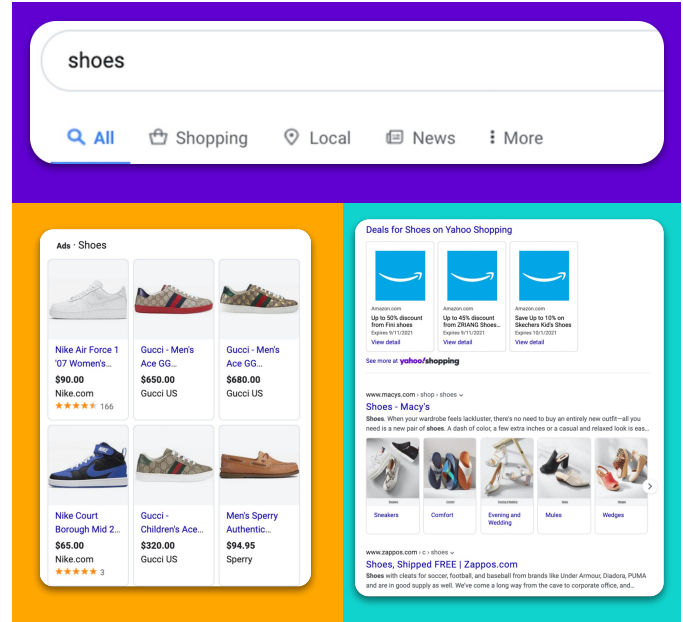 shoes
All
Shopping
Local
News
More
Ads · Shoes
Nike Air Force 1
'07 Women's...
$90.00
Nike.com
166
Gucci - Men's
Ace GG...
$650.00
Gucci US
Gucci - Men's
Ace GG...
$680.00
Gucci US
Nike Court
Borough Mid 2...
$65.00
Nike.com
3
Gucci -
Children's Ace...
$320.00
Gucci US
Men's Sperry
Authentic...
$94.95
Sperry
Deals for Shoes on Yahoo Shopping
Amazon.com
Up to 50% discount
from Fini shoes
Expires 9/11/2021
View detail
Amazon.com
Up to 45% discount
from ZRIANG Shoes...
Expires 9/11/2021
View detail
Amazon.com
Save Up to 10% on
Skechers Kid's Shoes
Expires 10/1/2021
View detail
See more at yahoo!shopping
www.macys.com › shop › shoes
Shoes - Macy's
Shoes. When your wardrobe feels lackluster, there's no need to buy an entirely new outfit—all you
need is a new pair of shoes. A dash of color, a few extra inches or a casual and relaxed look is eas...
Sneakers
Comfort
Evening and
Wedding
Mules
Wedges
www.zappos.com › c › shoes
Shoes, Shipped FREE | Zappos.com
Shoes with cleats for soccer, football, and baseball from brands like Under Armour, Diadora, PUMA
and are in good supply as well. We've come a long way from the cave to corporate office, and...